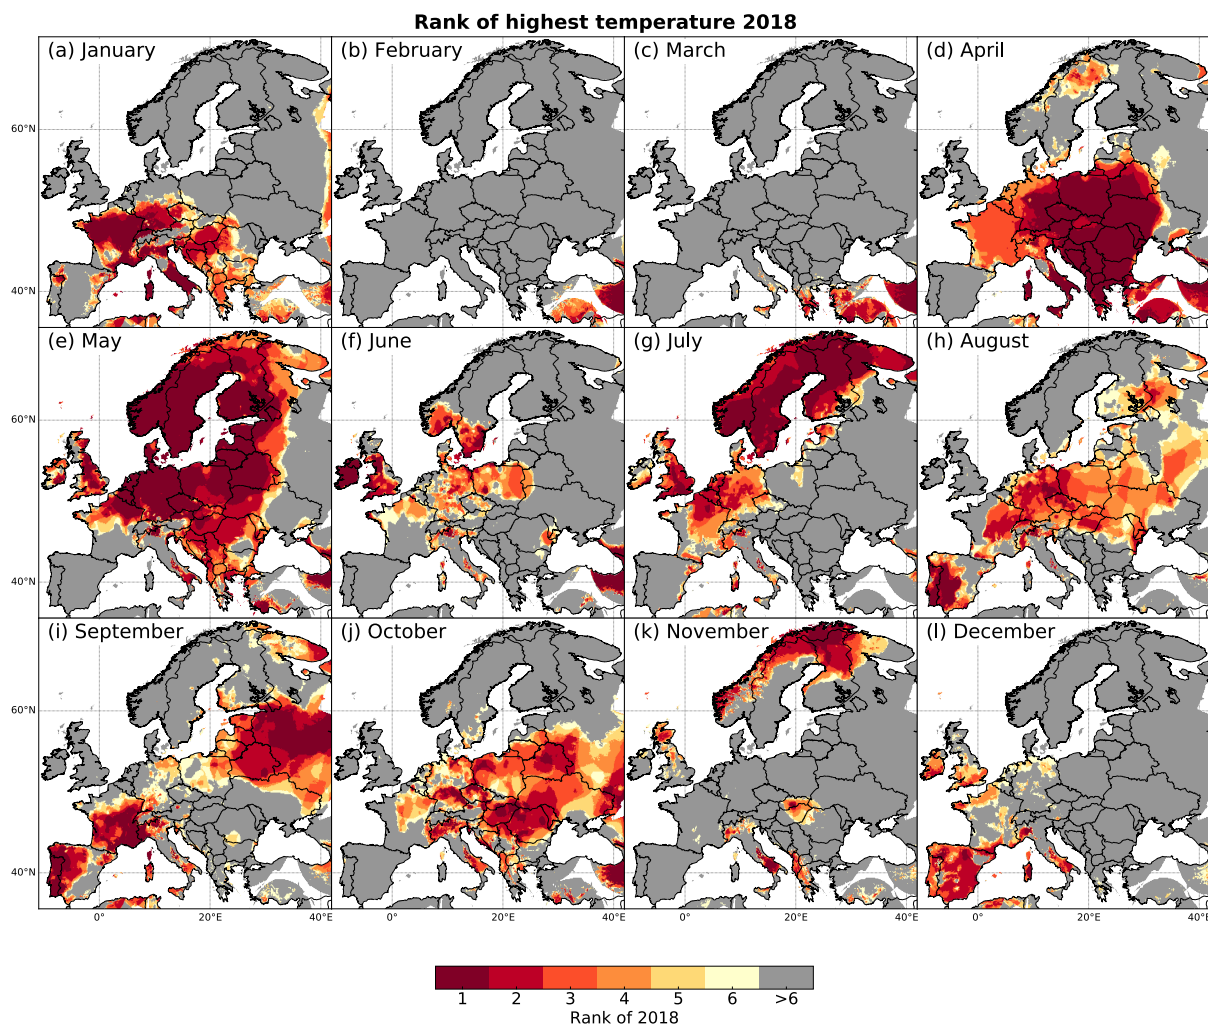 Rank of highest temperature 2018
(a) January
(b) February
(c) March
(d) April
60°N
40°N
(e) May
(f) June
(g) July
(h) August
60°N
40°N
(i) September
(j) October
(k) November
(l) December
60°N
40°N
0° 20°E 40°E 0° 20°E 40°E 0° 20°E 40°E 0° 20°E 40°E
1 2 3 4 5 6 >6
Rank of 2018